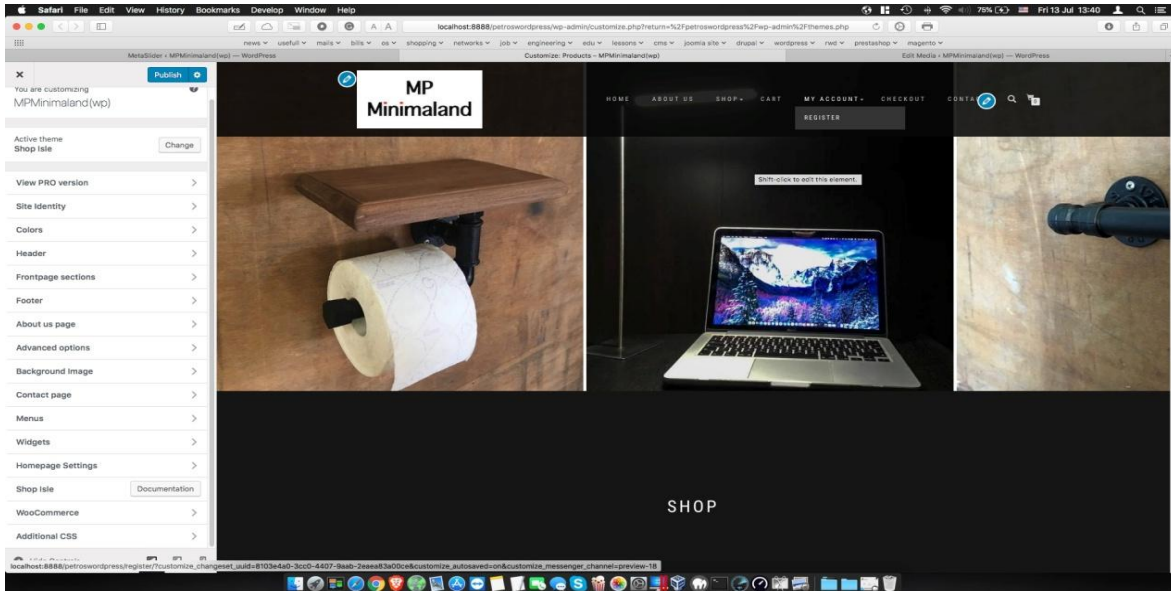 Safari File Edit View History Bookmarks Develop Window Help 75% Fri 13 Jul 13:40
localhost:8888/petroswordpress/wp-admin/customize.php?return=%2Fpetroswordpress%2Fwp-admin%2Fthemes.php
news usefull mails bills os shopping networks job engineering edu lessons cms joomla site drupal wordpress rwd prestashop magento
MetaSlider ‹ MPMinimaland(wp) — WordPress Customize: Products – MPMinimaland(wp) Edit Media ‹ MPMinimaland(wp) — WordPress
Publish
You are customizing
MPMinimaland(wp)
Active theme
Shop Isle
Change
View PRO version
Site Identity
Colors
Header
Frontpage sections
Footer
About us page
Advanced options
Background Image
Contact page
Menus
Widgets
Homepage Settings
Shop Isle Documentation
WooCommerce
Additional CSS
MP
Minimaland
HOME ABOUT US SHOP CART MY ACCOUNT CHECKOUT 0
REGISTER
Shift-click to edit this element.
SHOP
localhost:8888/petroswordpress/register/?customize_changeset_uuid=8103e4a0-3cc0-4407-9aab-2eaea83a00ce&customize_autosaved=on&customize_messenger_channel=preview-18